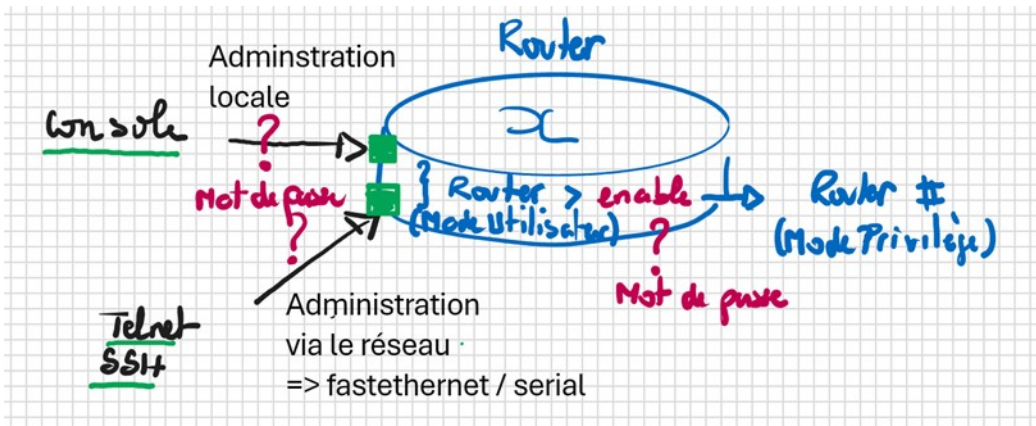 Router
Adminstration
locale
Console
?
Mot de passe
?
Router > enable
(Mode Utilisateur)
?
Mot de passe
Router #
(Mode Privilège)
Telnet
SSH
Administration
via le réseau
=> fastethernet / serial